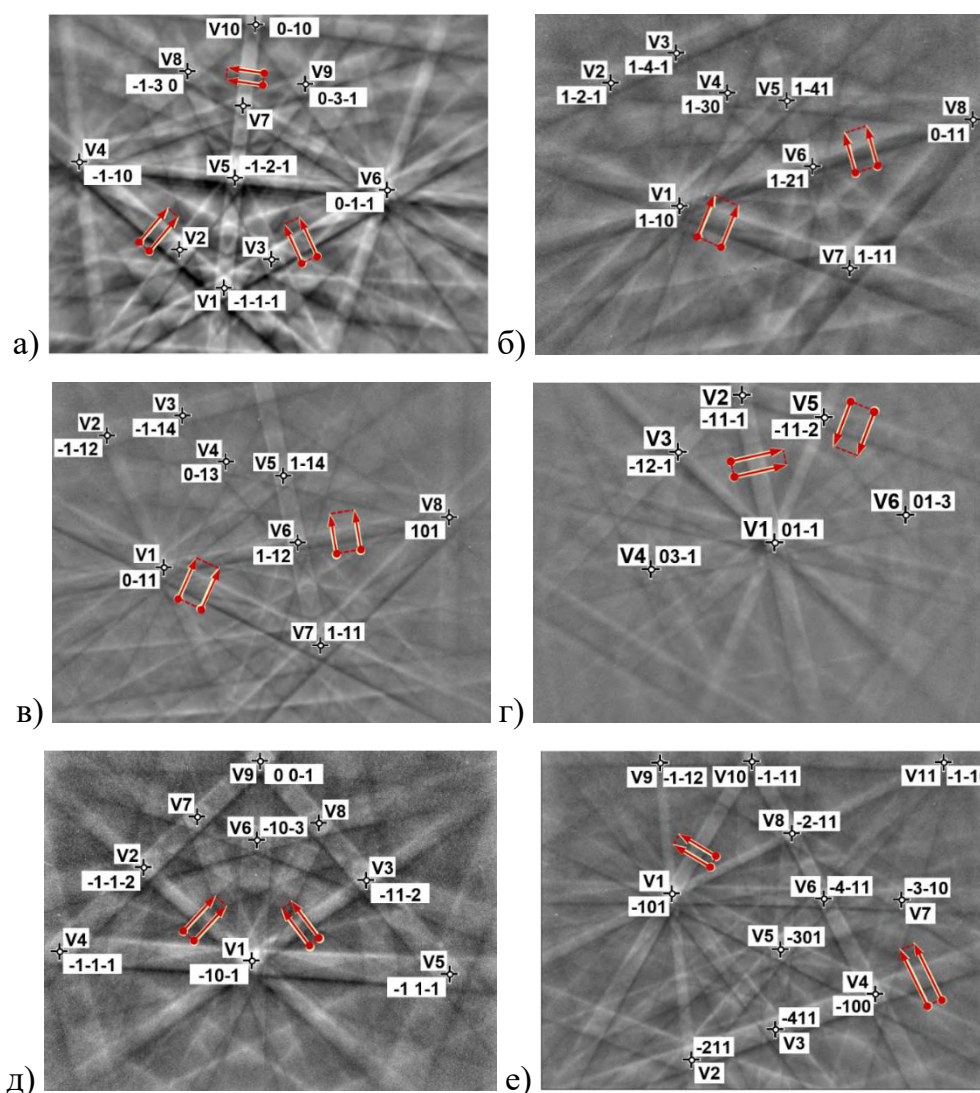 V10 0-10
V8 V9
-1-3 0 0-3-1
V7
V4 V5 -1-2-1
-1-10 V6
0-1-1
V2 V3
V1 -1-1-1
а)
V3
V2 1-4-1 V4 V5 1-41
1-2-1 1-30 V8
0-11
V6
V1 1-21
1-10
V7 1-11
б)
V3
V2 -1-14
-1-12 V4 V5 1-14
0-13 V8
V6 101
V1 1-12
0-11
V7 1-11
в)
V2 V5
-11-1 -11-2
V3
-12-1
V6 01-3
V1 01-1
V4 03-1
г)
V9 0 0-1
V7 V8
V6 -10-3
V2 V3
-1-1-2 -11-2
V4 V1 V5
-1-1-1 -10-1 -1 1-1
д)
V9 -1-12 V10 -1-11 V11 -1-1
V8 -2-11
V1 V6 -4-11 -3-10
-101 V7
V5 -301
V4
-100
-411
-211 V3
V2
е)